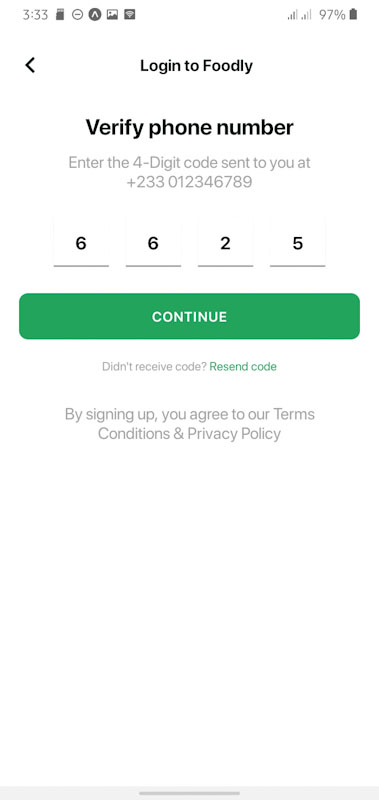 3:33 97%
Login to Foodly
Verify phone number
Enter the 4-Digit code sent to you at
+233 012346789
6 6 2 5
CONTINUE
Didn't receive code? Resend code
By signing up, you agree to our Terms
Conditions & Privacy Policy